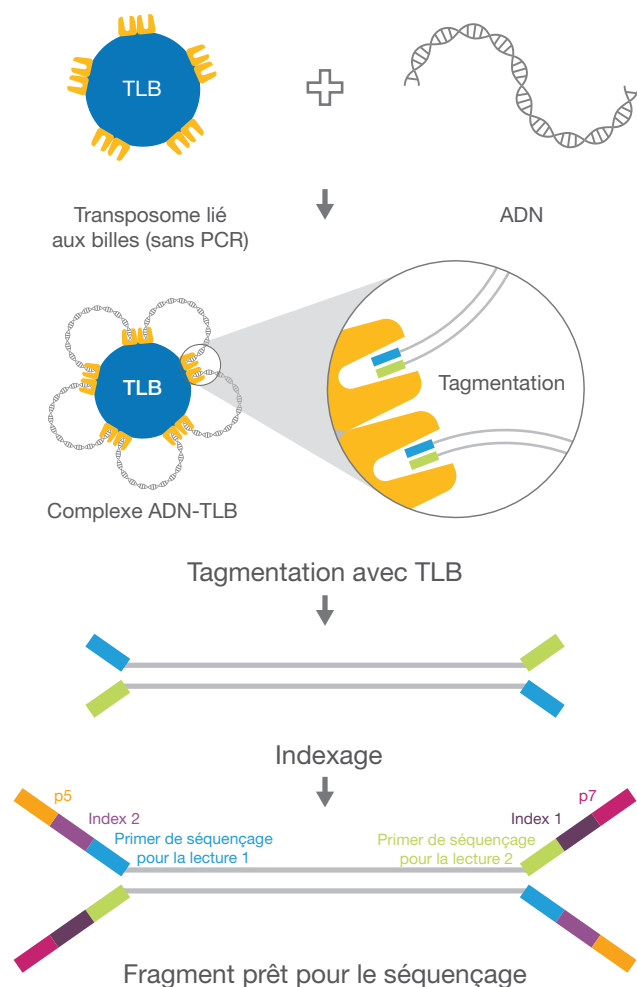 TLB
Transposome lié
aux billes (sans PCR)
ADN
TLB
Tagmentation
Complexe ADN-TLB
Tagmentation avec TLB
Indexage
p5
p7
Index 2
Index 1
Primer de séquençage
pour la lecture 1
Primer de séquençage
pour la lecture 2
Fragment prêt pour le séquençage